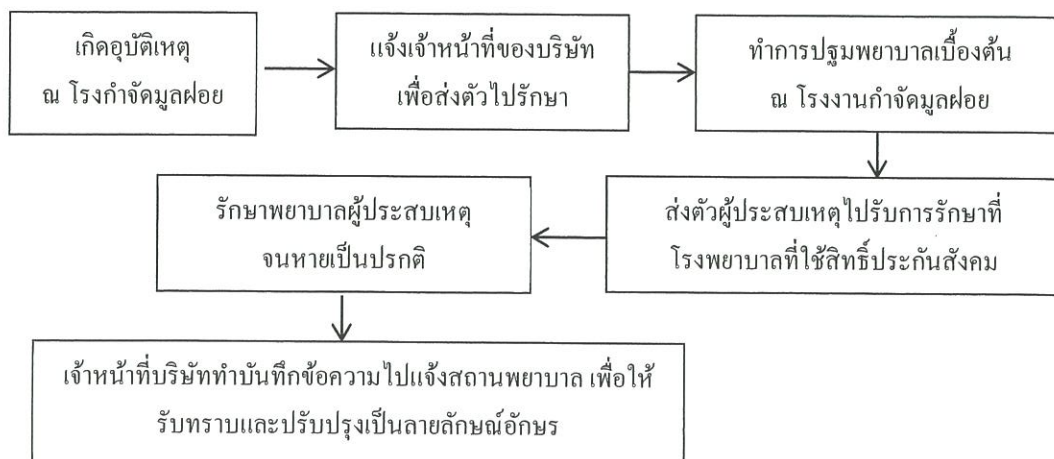 เกิดอุบัติเหตุ
ณ โรงกำจัดมูลฝอย
แจ้งเจ้าหน้าที่ของบริษัท
เพื่อส่งตัวไปรักษา
ทำการปฐมพยาบาลเบื้องต้น
ณ โรงงานกำจัดมูลฝอย
ส่งตัวผู้ประสบเหตุไปรับการรักษาที่
โรงพยาบาลที่ใช้สิทธิ์ประกันสังคม
รักษาพยาบาลผู้ประสบเหตุ
จนหายเป็นปรกติ
เจ้าหน้าที่บริษัททำบันทึกข้อความไปแจ้งสถานพยาบาล เพื่อให้
รับทราบและปรับปรุงเป็นลายลักษณ์อักษร